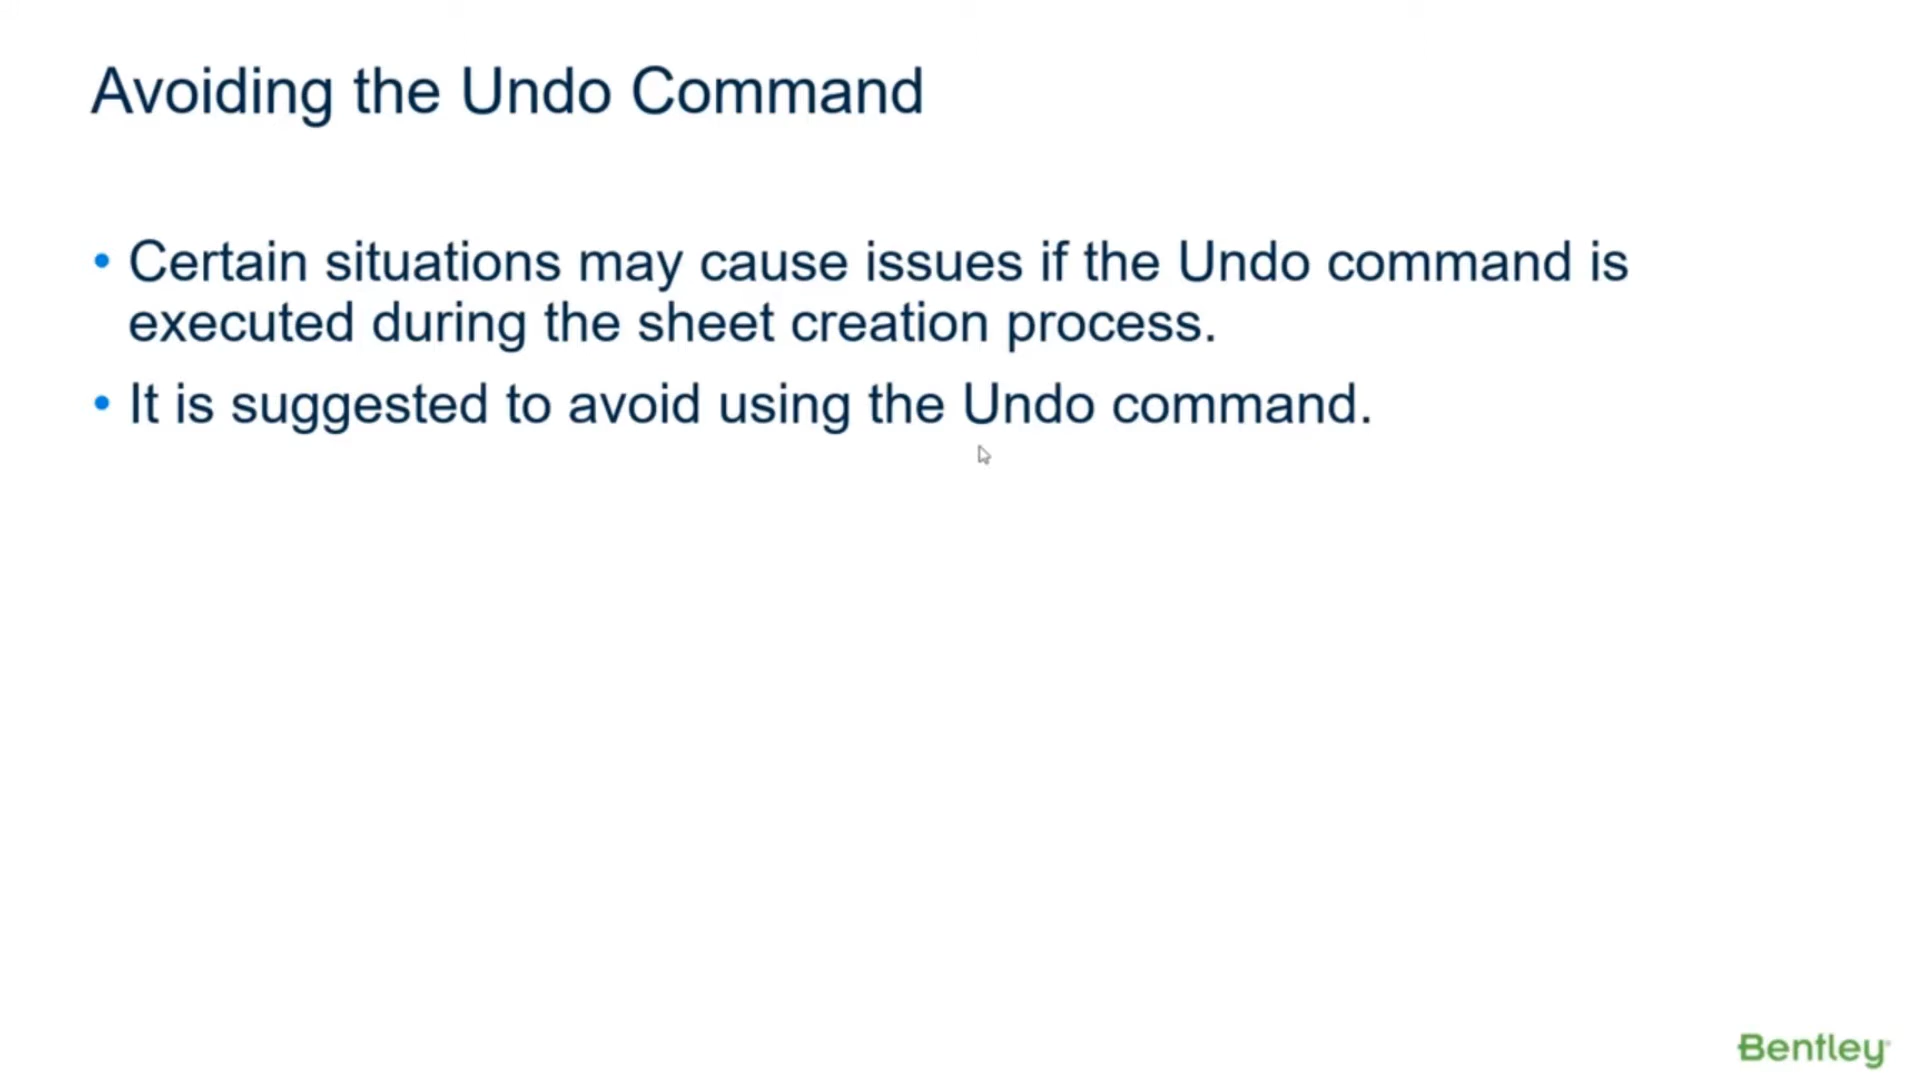 Avoiding the Undo Command
• Certain situations may cause issues if the Undo command is
executed during the sheet creation process.
• It is suggested to avoid using the Undo command.
Bentley